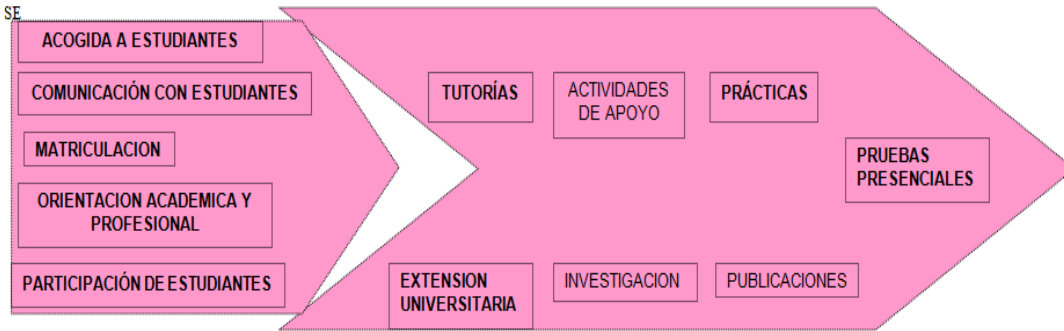 SE
ACOGIDA A ESTUDIANTES
COMUNICACIÓN CON ESTUDIANTES
MATRICULACION
ORIENTACION ACADEMICA Y
PROFESIONAL
PARTICIPACIÓN DE ESTUDIANTES
TUTORÍAS
ACTIVIDADES
DE APOYO
PRÁCTICAS
PRUEBAS
PRESENCIALES
EXTENSION
UNIVERSITARIA
INVESTIGACION
PUBLICACIONES